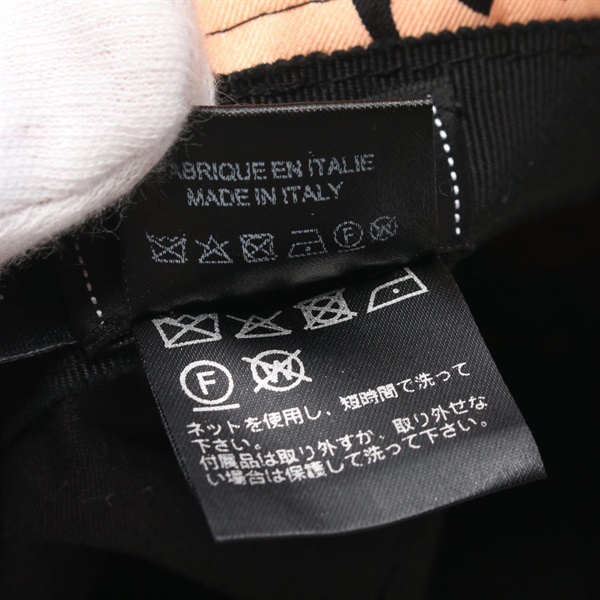 ABRIQUE EN ITALIE
MADE IN ITALY
F W
F W
ネットを使用し、短時間で洗って
下さい。
付属品は取り外すか、取り外せな
い場合は保護して洗って下さい。